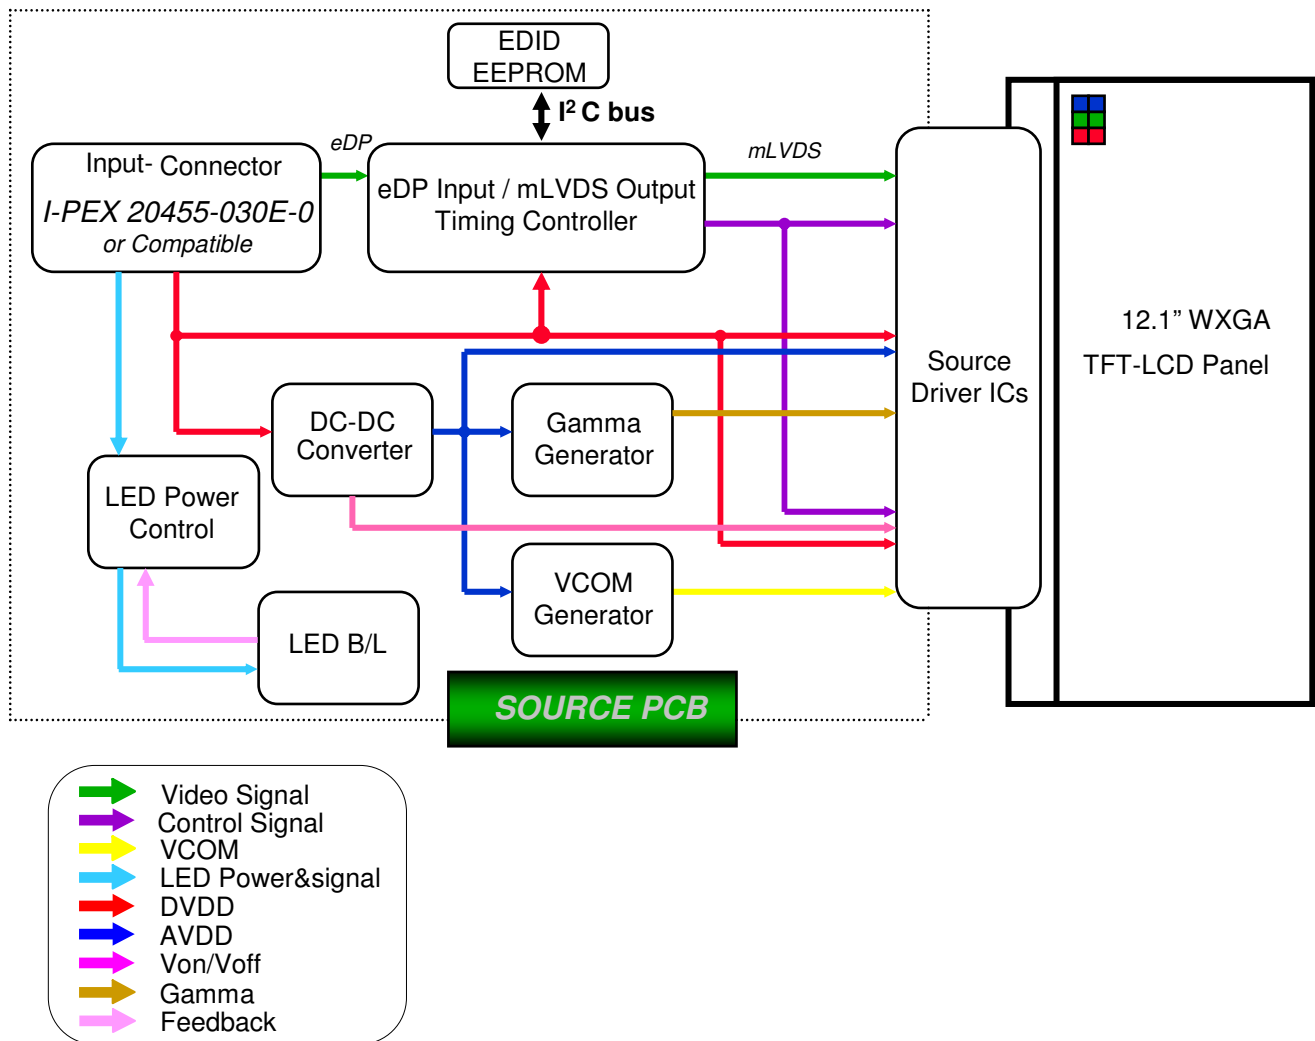 EDID
EEPROM
I² C bus
eDP
mLVDS
Input- Connector
I-PEX 20455-030E-0
or Compatible
eDP Input / mLVDS Output
Timing Controller
12.1” WXGA
TFT-LCD Panel
Source
Driver ICs
DC-DC
Converter
Gamma
Generator
LED Power
Control
VCOM
Generator
LED B/L
SOURCE PCB
Video Signal
Control Signal
VCOM
LED Power&signal
DVDD
AVDD
Von/Voff
Gamma
Feedback